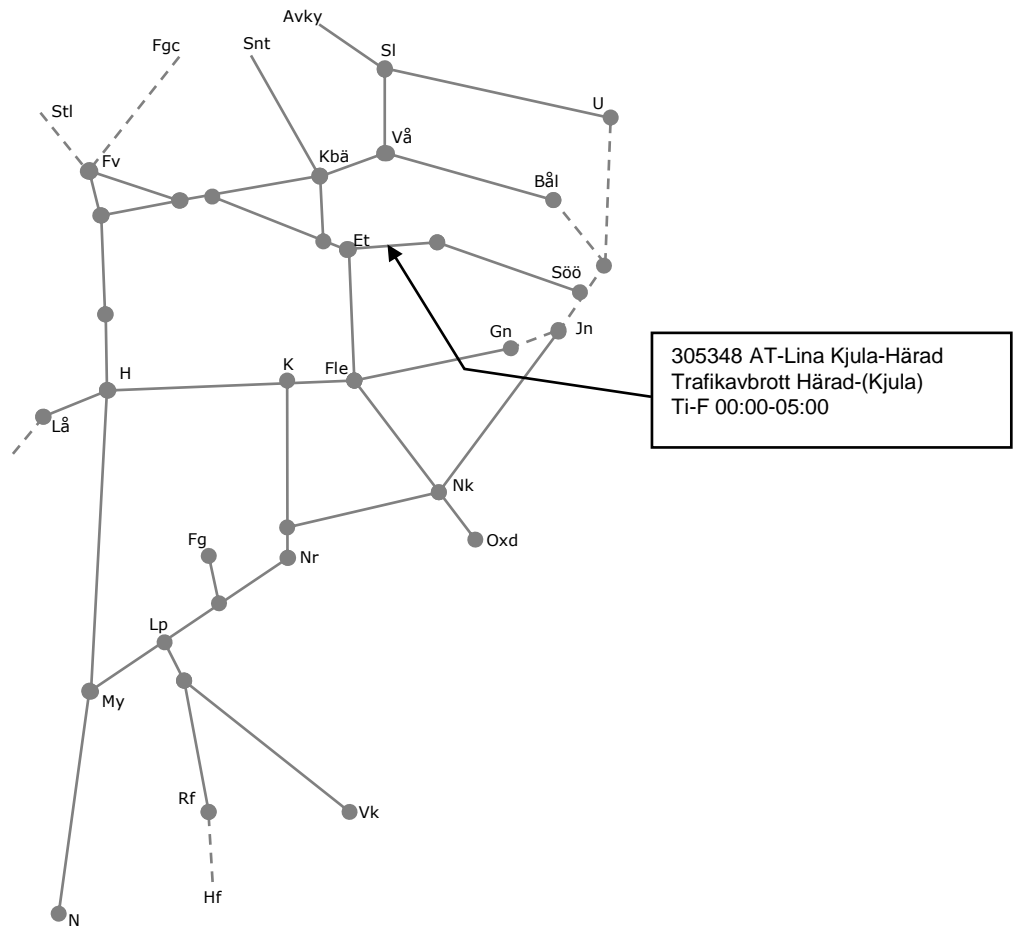 Avky
Fgc
Snt
Sl
Stl
U
Vå
Kbä
Fv
Bål
Et
Söö
Jn
Gn
K
Fle
H
305348 AT-Lina Kjula-Härad
Trafikavbrott Härad-(Kjula)
Ti-F 00:00-05:00
Lå
Nk
Fg
Oxd
Nr
Lp
My
Rf
Vk
Hf
N